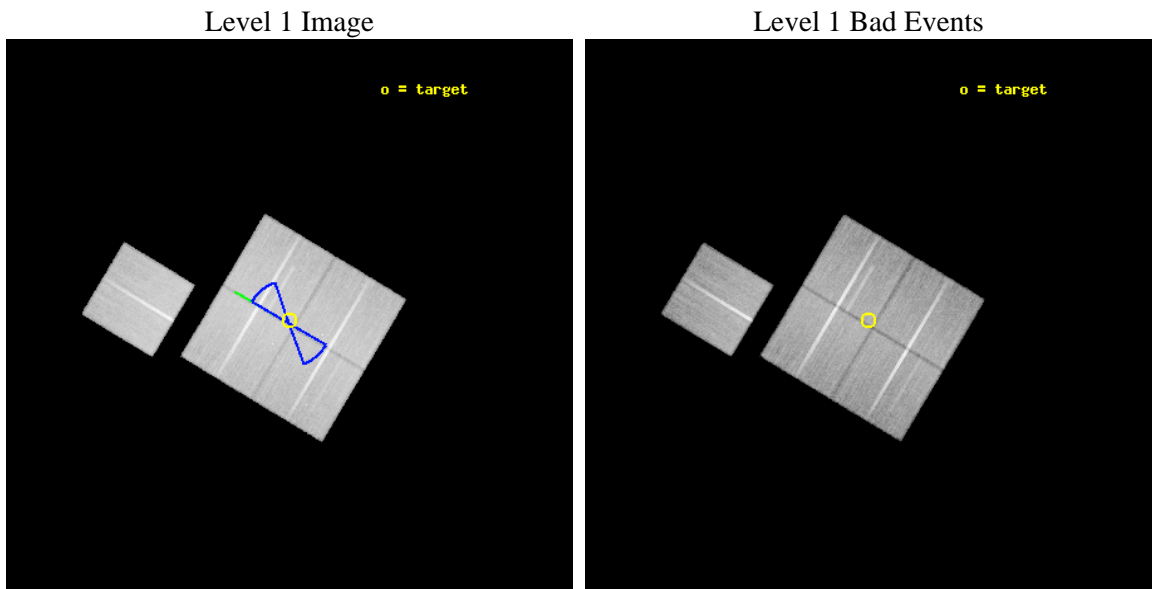 Level 1 Image
Level 1 Bad Events
o = target
o = target